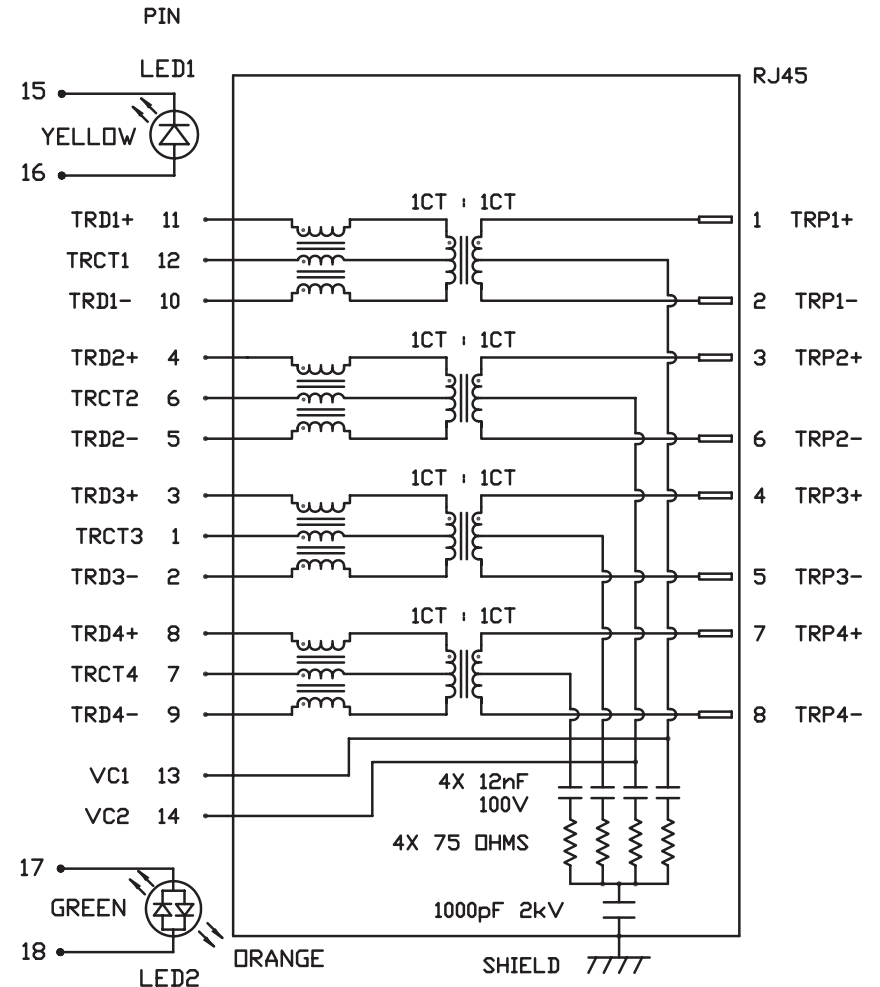 PIN
LED1
RJ45
15
YELLOW
16
1CT : 1CT
TRD1+ 11 1 TRP1+
TRCT1 12
TRD1- 10 2 TRP1-
1CT : 1CT
TRD2+ 4 3 TRP2+
TRCT2 6
TRD2- 5 6 TRP2-
1CT : 1CT
TRD3+ 3 4 TRP3+
TRCT3 1
TRD3- 2 5 TRP3-
1CT : 1CT
TRD4+ 8 7 TRP4+
TRCT4 7
TRD4- 9 8 TRP4-
VC1 13
4X 12nF
100V
VC2 14
4X 75 OHMS
17
GREEN
1000pF 2kV
18
ORANGE
SHIELD
LED2